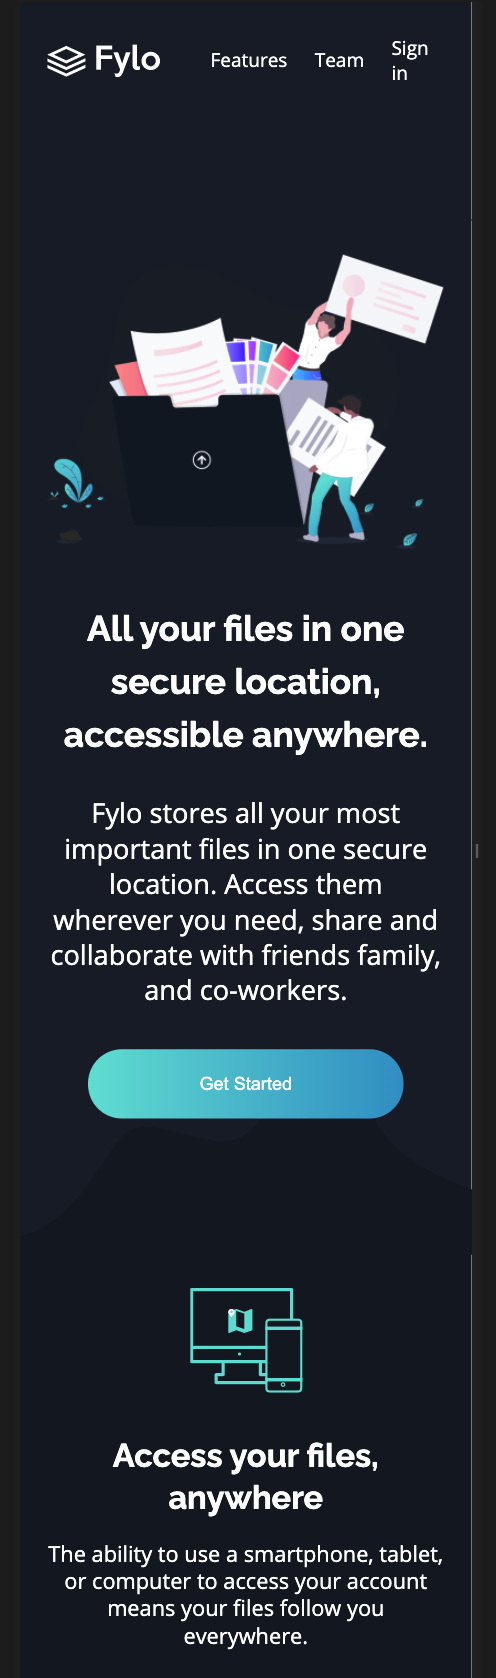 Fylo
Features
Team
Sign
in
All your files in one
secure location,
accessible anywhere.
Fylo stores all your most
important files in one secure
location. Access them
wherever you need, share and
collaborate with friends family,
and co-workers.
Get Started
Access your files,
anywhere
The ability to use a smartphone, tablet,
or computer to access your account
means your files follow you
everywhere.